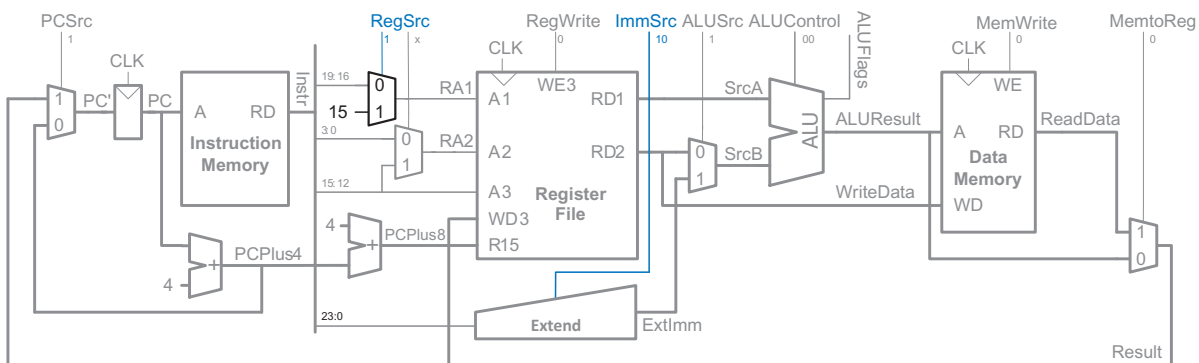 PCSrc
1
RegSrc
1
x
RegWrite
0
ImmSrc
10
ALUSrc
1
ALUControl
00
ALUFlags
MemWrite
0
MemtoReg
0
CLK
CLK
CLK
1
0
PC'
PC
A
RD
Instruction
Memory
Instr
19:16
0
15
1
RA1
3:0
0
1
RA2
15:12
A1
A2
A3
WD3
R15
WE3
RD1
RD2
Register
File
SrcA
0
1
SrcB
ALU
ALUResult
WriteData
A
RD
WE
Data
Memory
WD
ReadData
1
0
4
+
PCPlus8
+
4
PCPlus4
23:0
Extend
ExtImm
Result